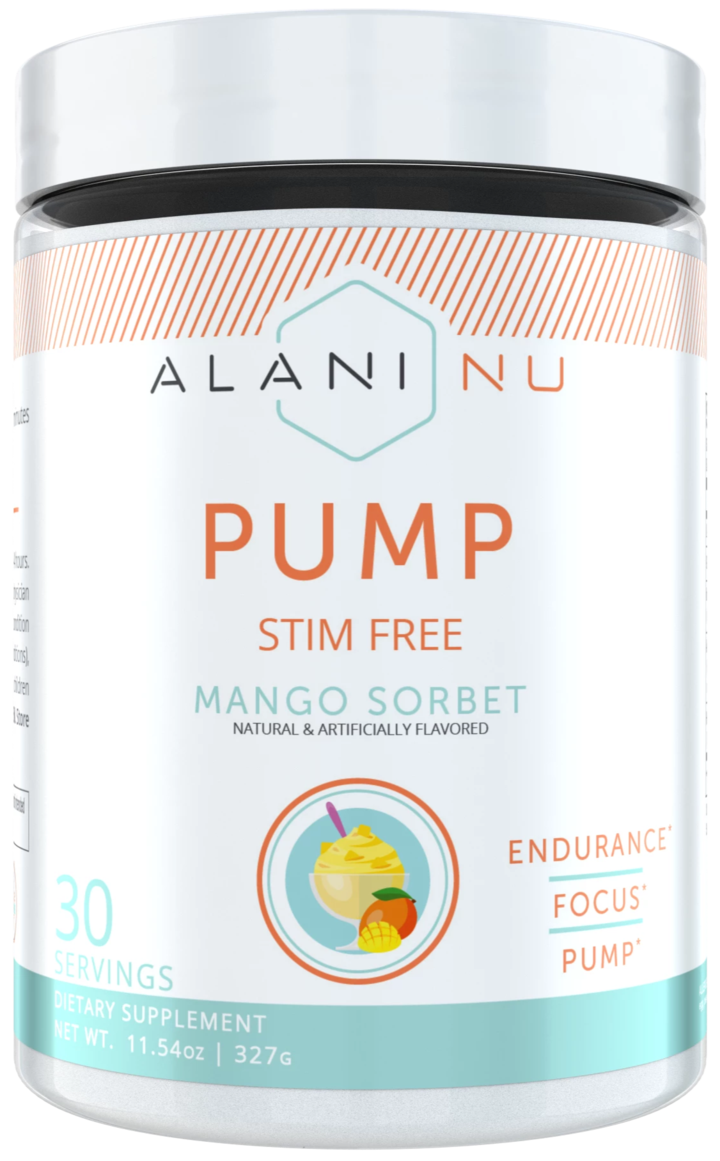 ALANI NU
PUMP
STIM FREE
MANGO SORBET
NATURAL & ARTIFICIALLY FLAVORED
ENDURANCE*
FOCUS*
PUMP*
30
SERVINGS
DIETARY SUPPLEMENT
NET WT. 11.54OZ | 327G
& Store